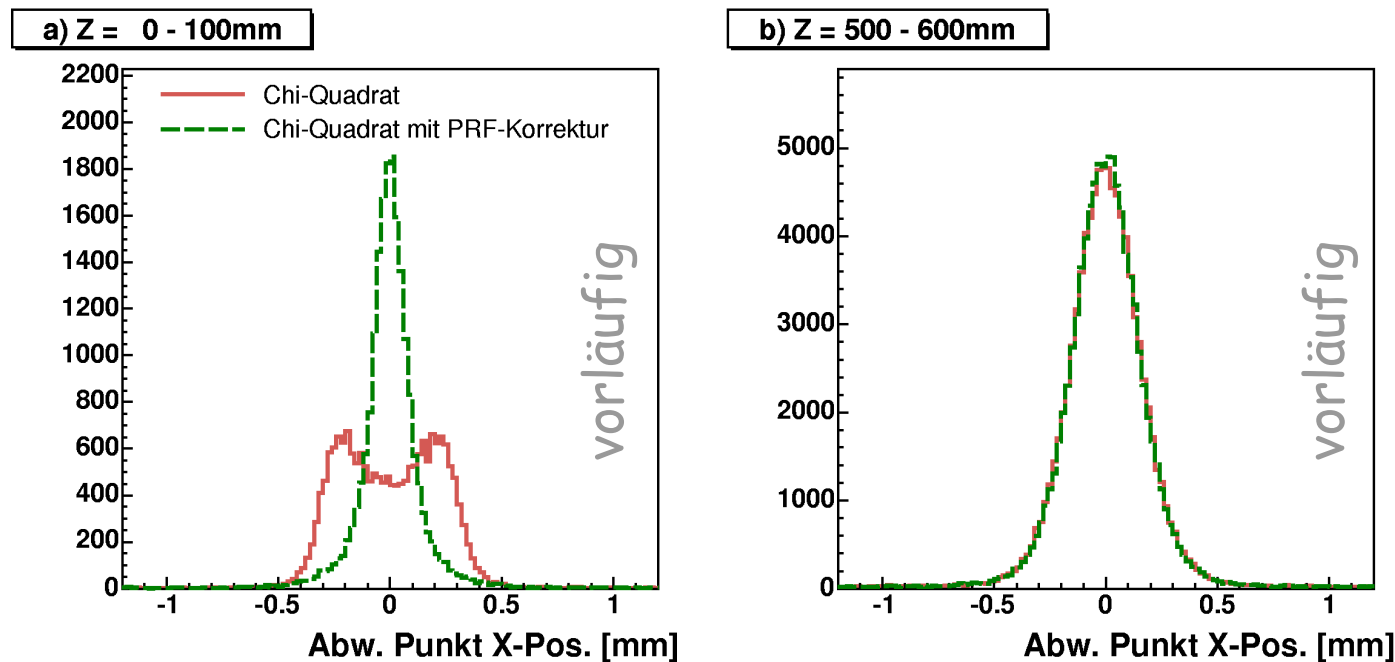 a) Z = 0 - 100mm
2200
2000
1800
1600
1400
1200
1000
800
600
400
200
0
Chi-Quadrat
Chi-Quadrat mit PRF-Korrektur
vorläufig
-1 -0.5 0 0.5 1
Abw. Punkt X-Pos. [mm]
b) Z = 500 - 600mm
5000
4000
3000
2000
1000
0
vorläufig
-1 -0.5 0 0.5 1
Abw. Punkt X-Pos. [mm]